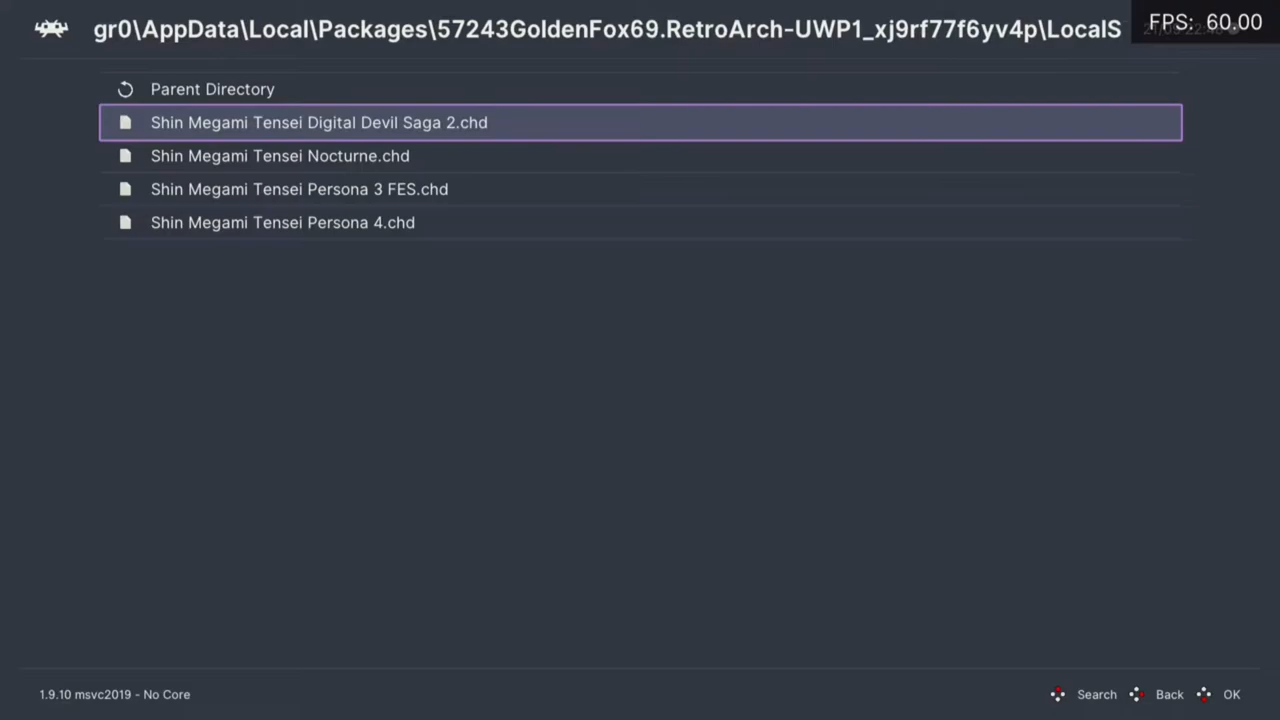 gr0\AppData\Local\Packages\57243GoldenFox69.RetroArch-UWP1_xj9rf77f6yv4p\LocalS
FPS: 60.00
Parent Directory
Shin Megami Tensei Digital Devil Saga 2.chd
Shin Megami Tensei Nocturne.chd
Shin Megami Tensei Persona 3 FES.chd
Shin Megami Tensei Persona 4.chd
1.9.10 msvc2019 - No Core
Search Back OK